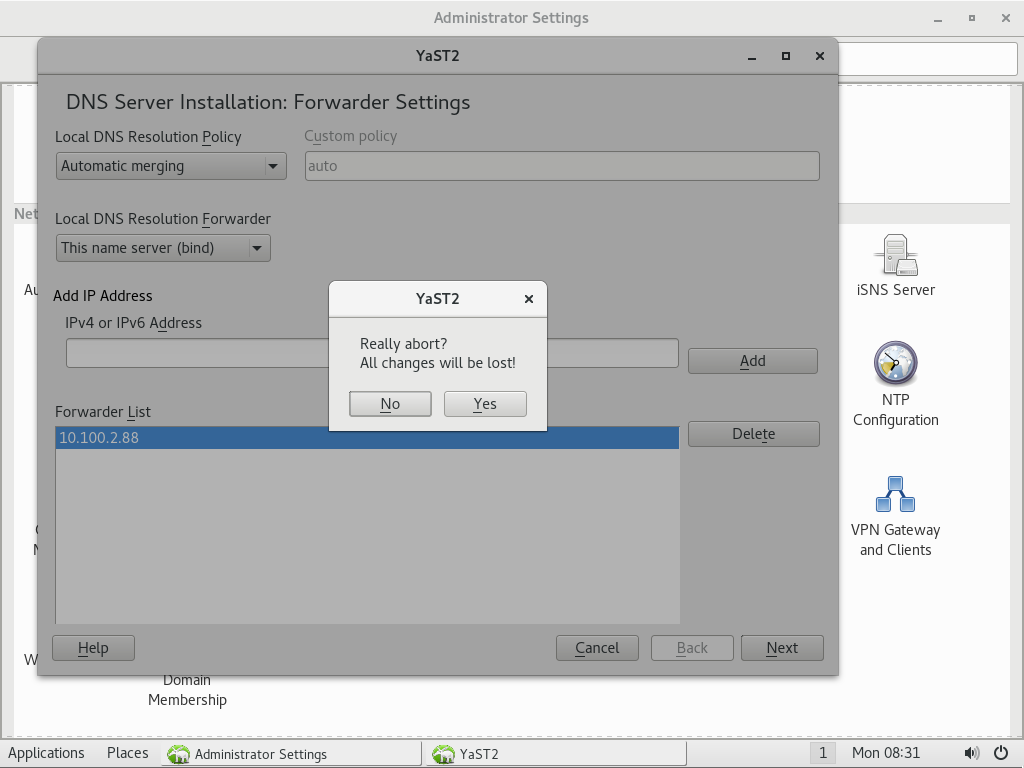 Administrator Settings
YaST2
DNS Server Installation: Forwarder Settings
Local DNS Resolution Policy
Custom policy
Automatic merging
auto
Net
Local DNS Resolution Forwarder
This name server (bind)
Au
iSNS Server
Add IP Address
IPv4 or IPv6 Address
Add
YaST2
Really abort?
All changes will be lost!
No
Yes
NTP
Configuration
Forwarder List
10.100.2.88
Delete
VPN Gateway
and Clients
W
Help
Cancel
Back
Next
Domain
Membership
Applications
Places
Administrator Settings
YaST2
1
Mon 08:31